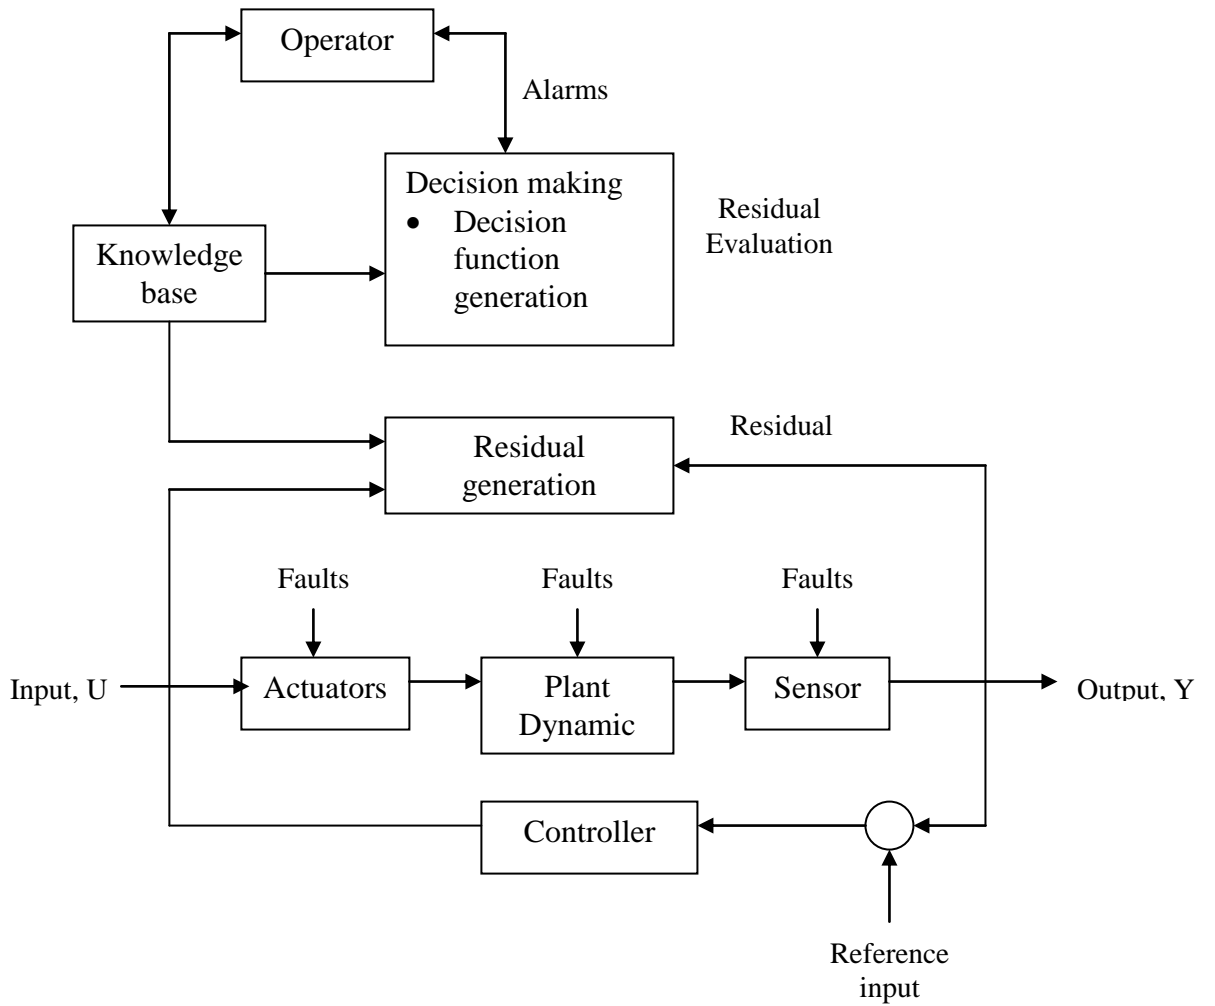 Operator
Alarms
Decision making
• Decision
function
generation
Residual
Evaluation
Knowledge
base
Residual
Residual
generation
Faults
Faults
Faults
Input, U
Actuators
Plant
Dynamic
Sensor
Output, Y
Controller
Reference
input